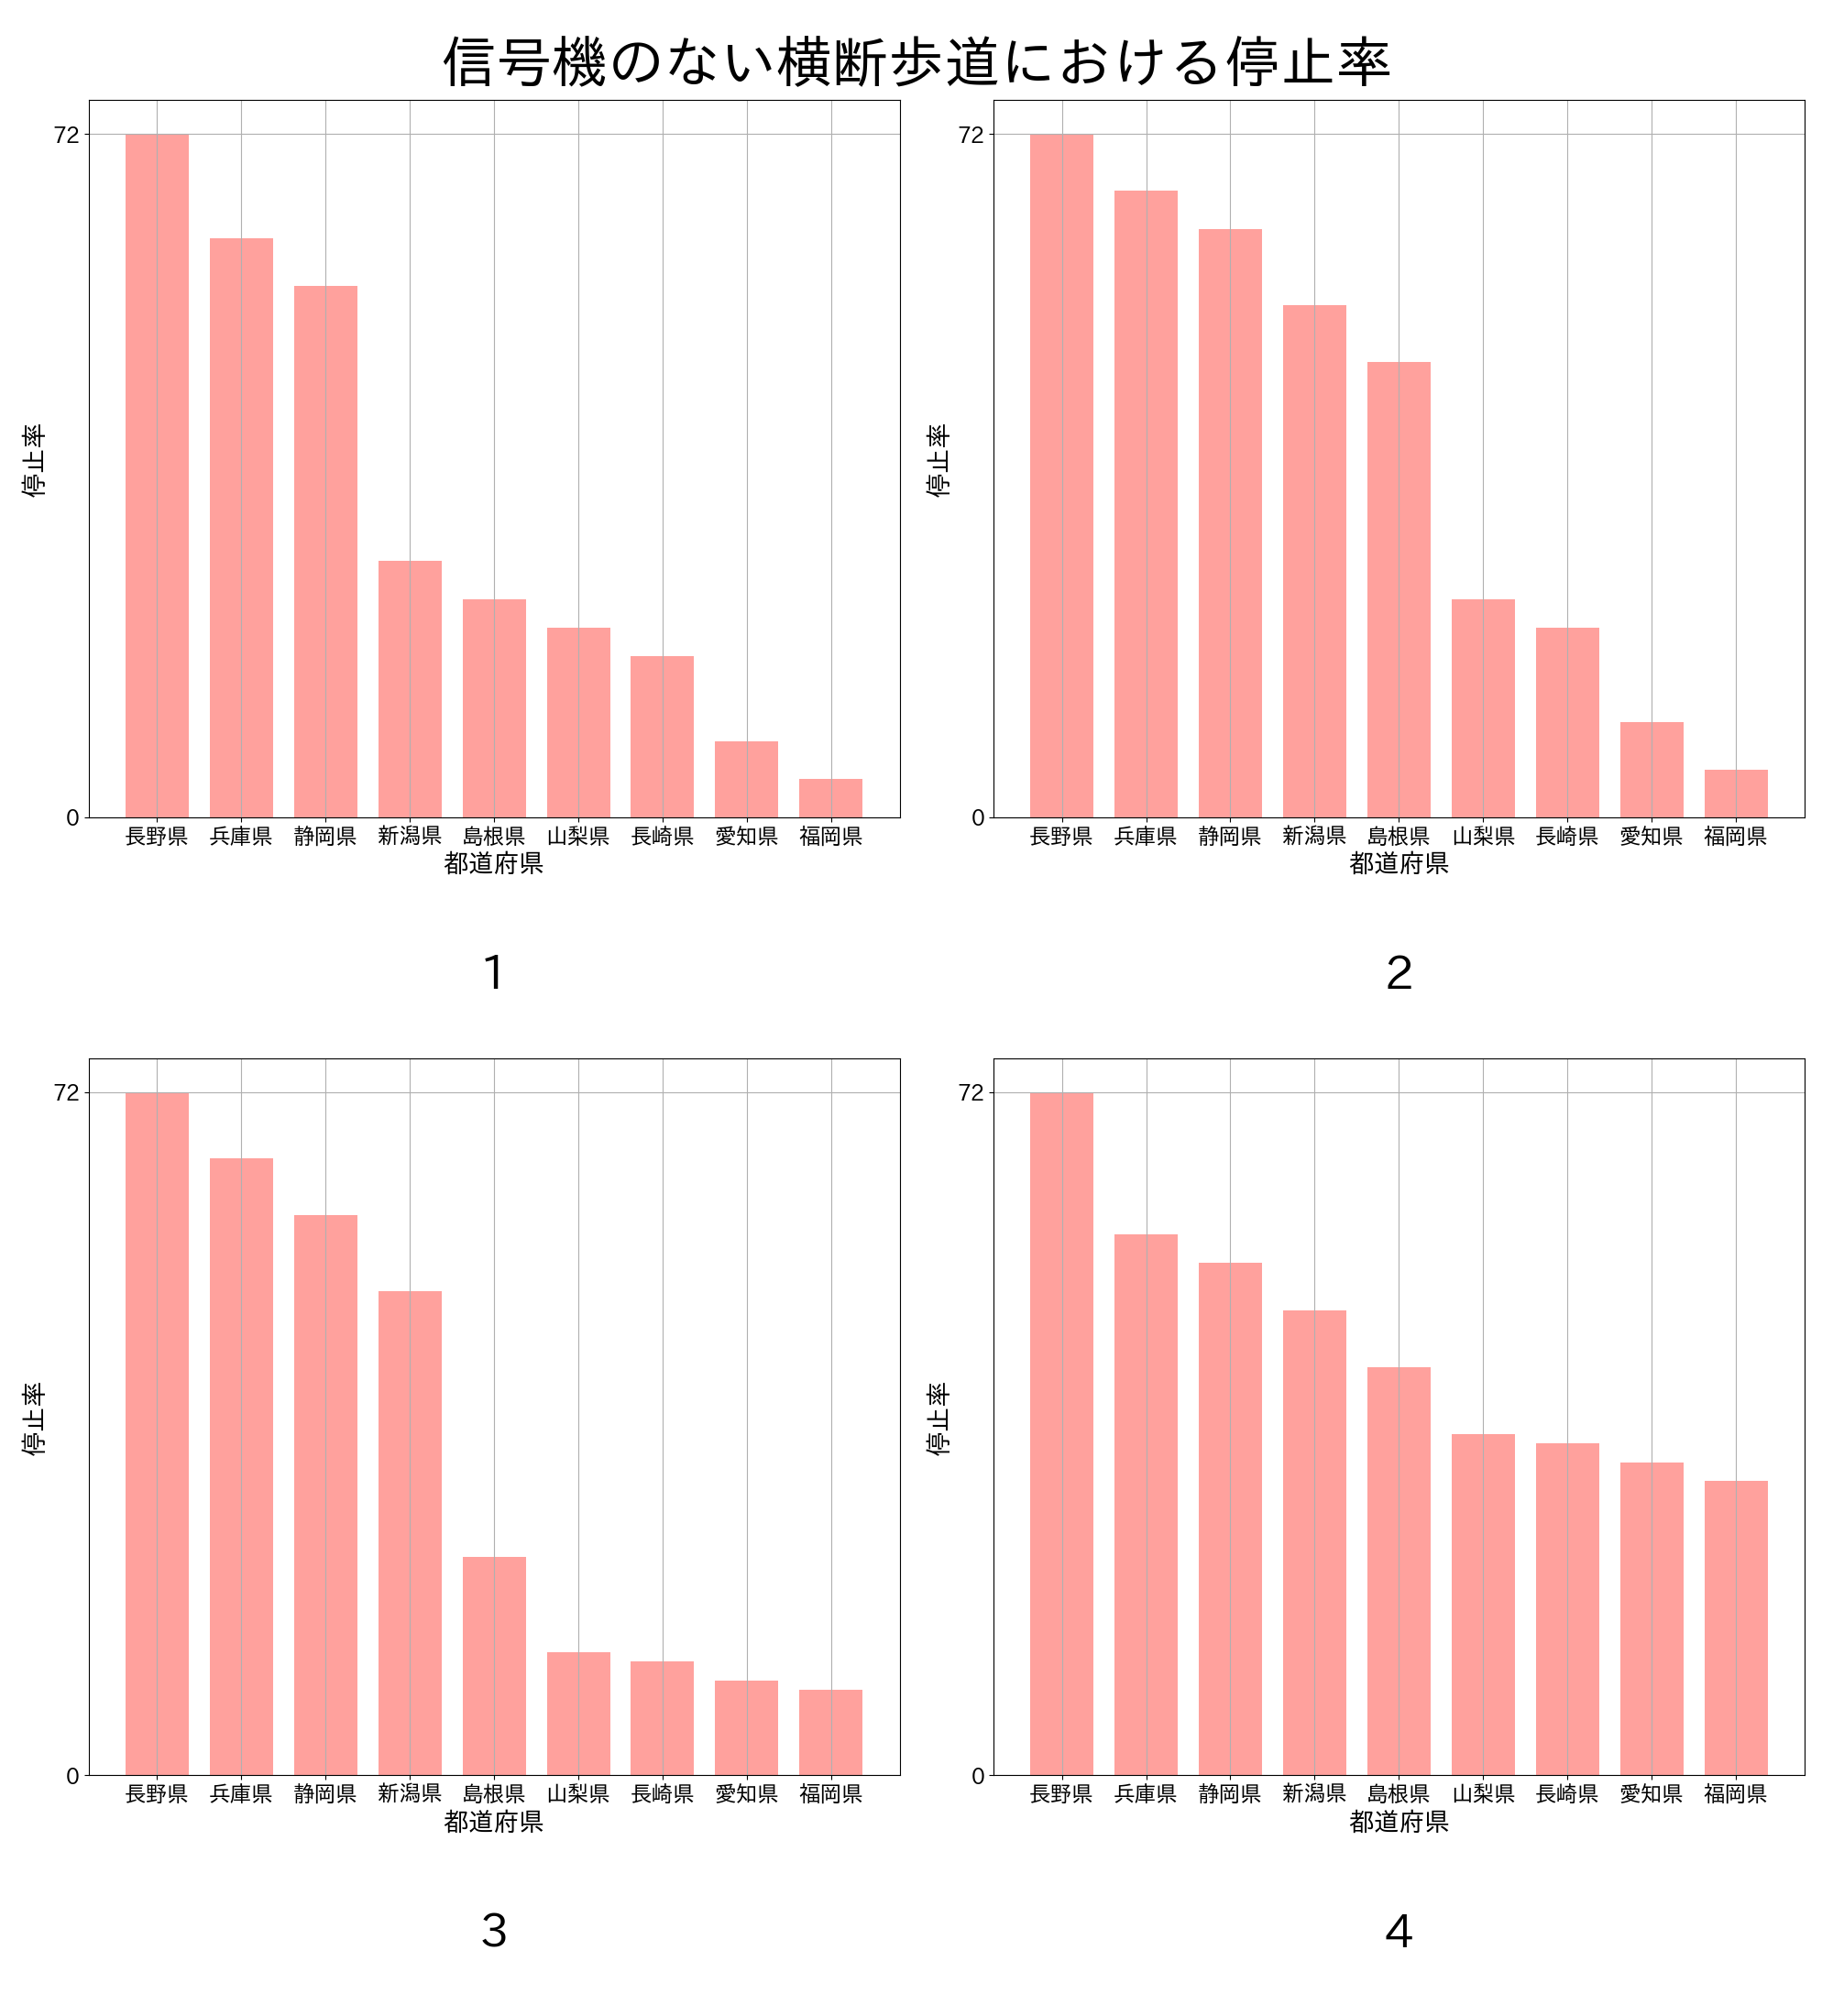 信号機のない横断歩道における停止率
72
0
停止率
長野県 兵庫県 静岡県 新潟県 島根県 山梨県 長崎県 愛知県 福岡県
都道府県
1
72
0
停止率
長野県 兵庫県 静岡県 新潟県 島根県 山梨県 長崎県 愛知県 福岡県
都道府県
2
72
0
停止率
長野県 兵庫県 静岡県 新潟県 島根県 山梨県 長崎県 愛知県 福岡県
都道府県
3
72
0
停止率
長野県 兵庫県 静岡県 新潟県 島根県 山梨県 長崎県 愛知県 福岡県
都道府県
4